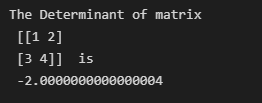 The Determinant of matrix
[[1 2]
[3 4]] is
-2.0000000000000004